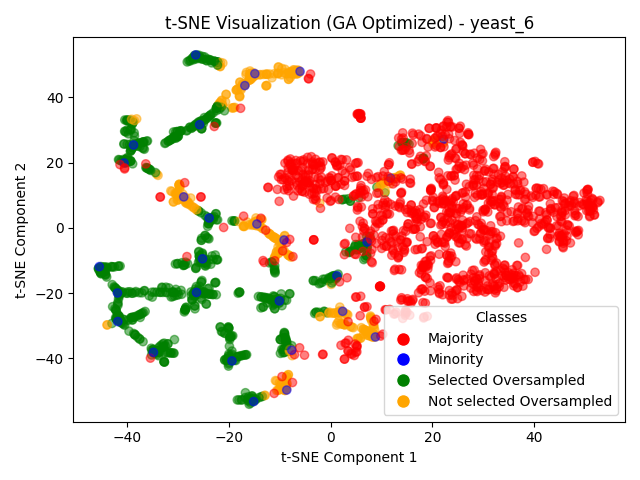 t-SNE Visualization (GA Optimized) - yeast_6
t-SNE Component 2
40
20
0
−20
−40
Classes
Majority
Minority
Selected Oversampled
Not selected Oversampled
−40 −20 0 20 40
t-SNE Component 1